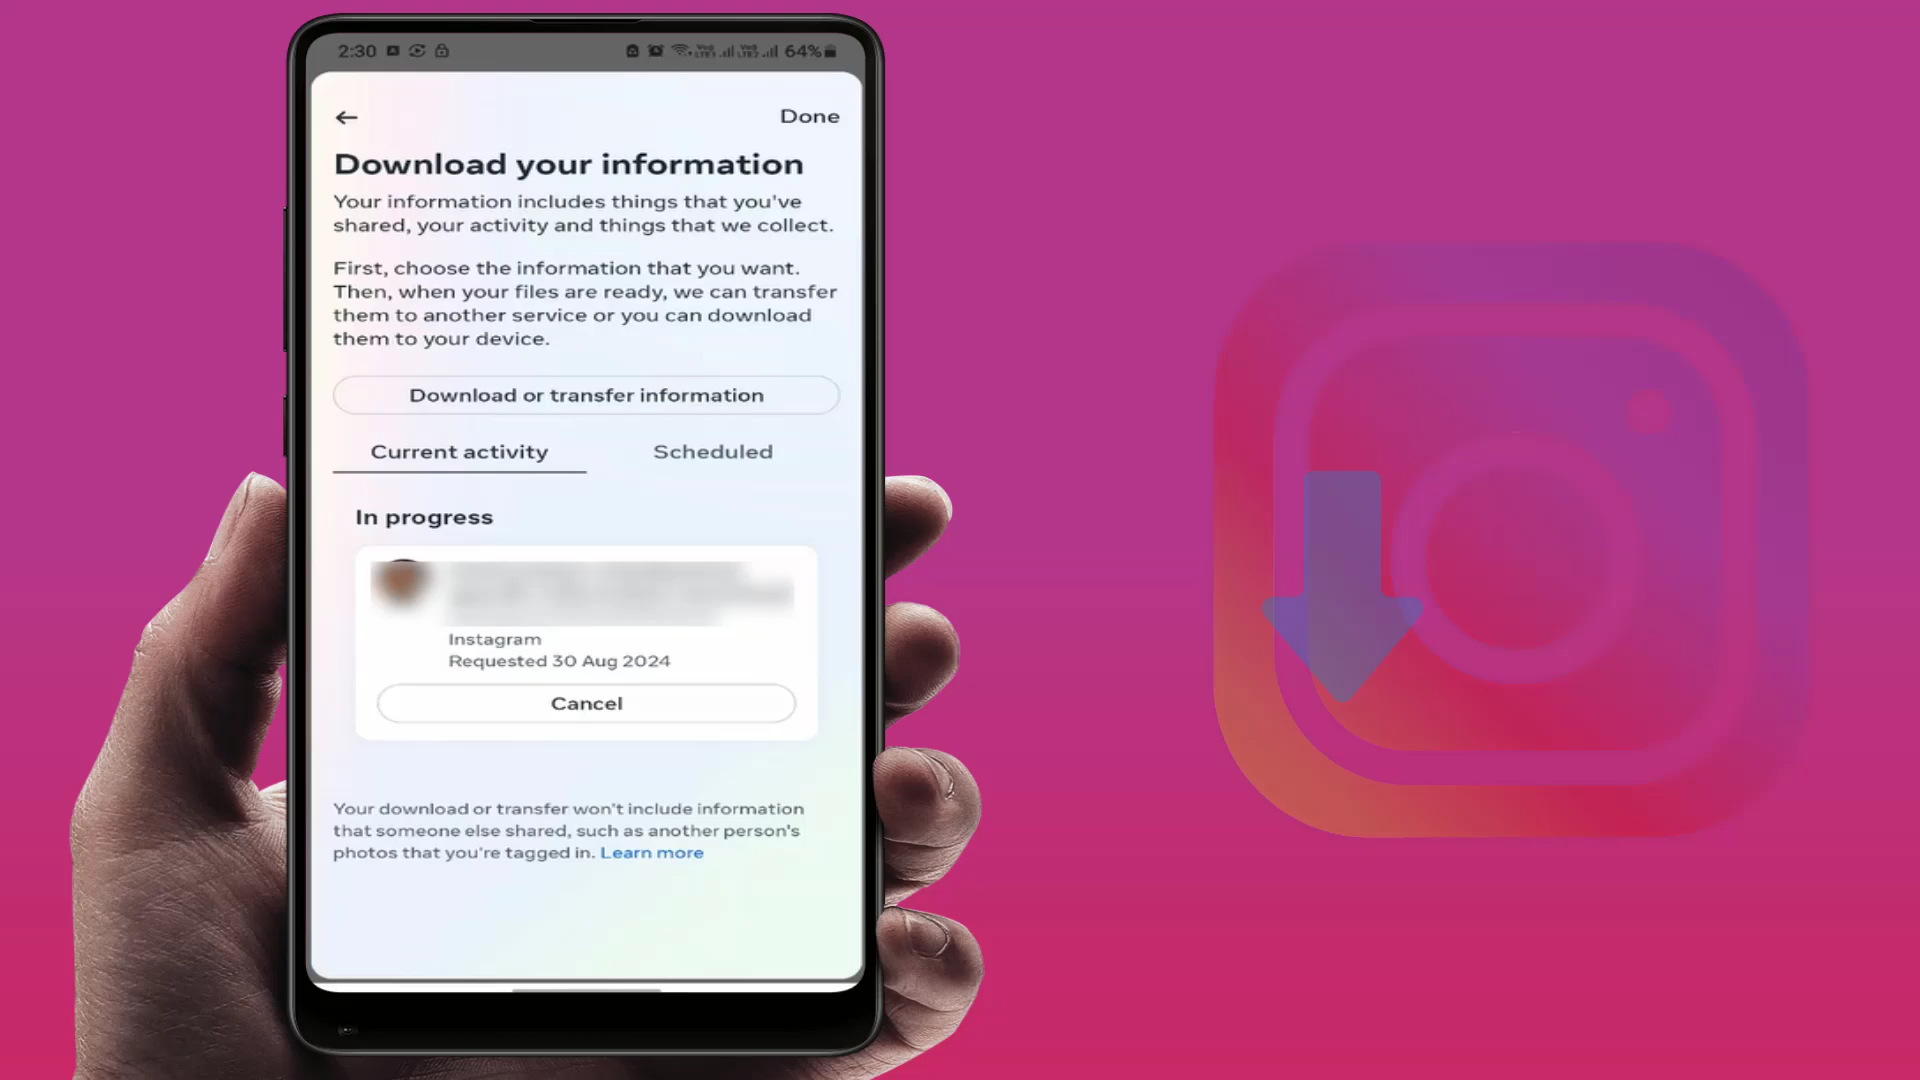 2:30
64%
Done
Download your information
Your information includes things that you've
shared, your activity and things that we collect.
First, choose the information that you want.
Then, when your files are ready, we can transfer
them to another service or you can download
them to your device.
Download or transfer information
Current activity
Scheduled
In progress
Instagram
Requested 30 Aug 2024
Cancel
Your download or transfer won't include information
that someone else shared, such as another person's
photos that you're tagged in. Learn more